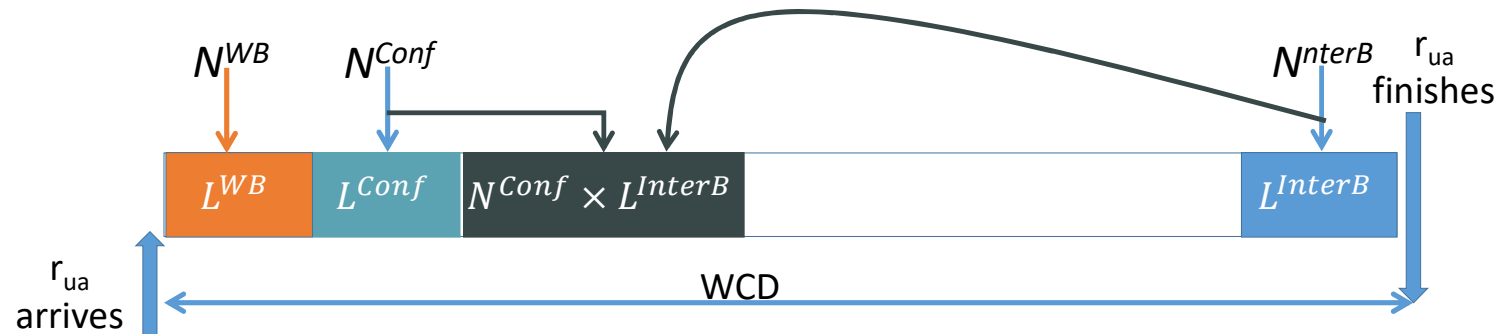 N^WB N^Conf N^nterB r_ua
finishes
L^WB L^Conf N^Conf × L^InterB L^InterB
r_ua
arrives
WCD